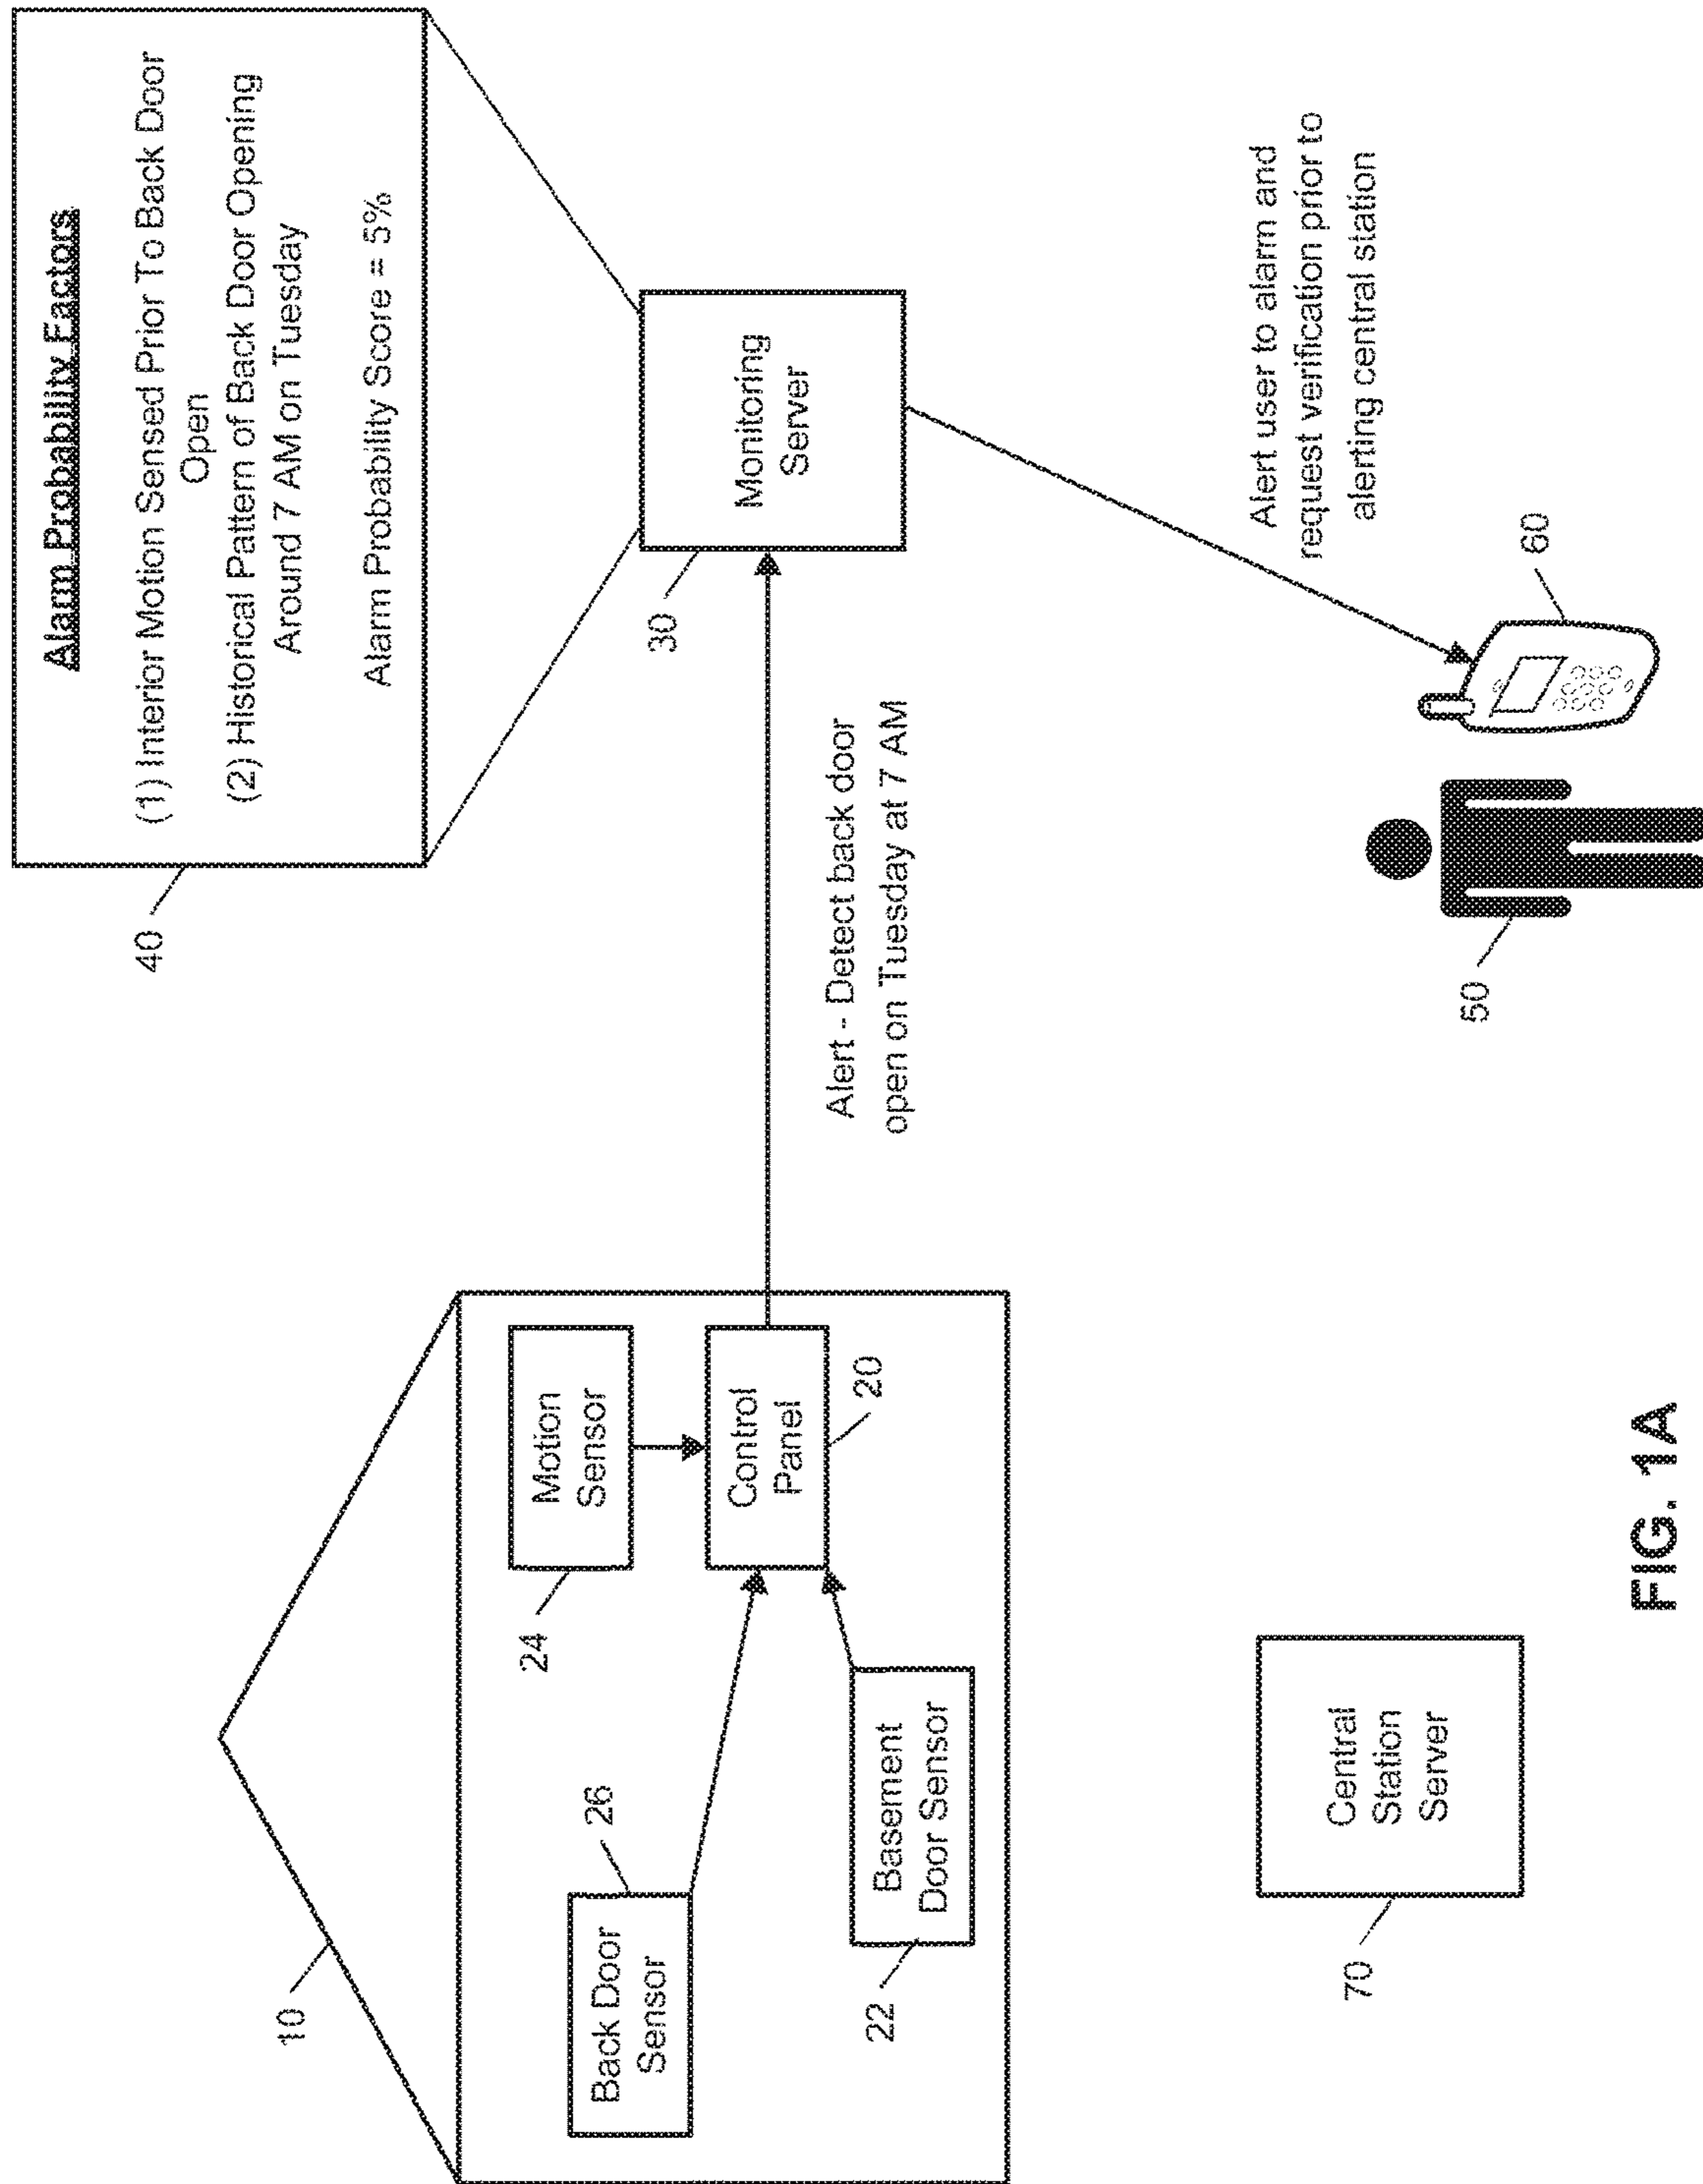 Alarm Probability Factors
(1) Interior Motion Sensed Prior To Back Door
Open
(2) Historical Pattern of Back Door Opening
Around 7 AM on Tuesday
Alarm Probability Score = 5%
40
10
Motion
Sensor
24
Back Door
Sensor
26
Control
Panel
20
Basement
Door Sensor
22
Alert - Detect back door
open on Tuesday at 7 AM
Monitoring
Server
30
Alert user to alarm and
request verification prior to
alerting central station
60
50
Central
Station
Server
70
FIG. 1A